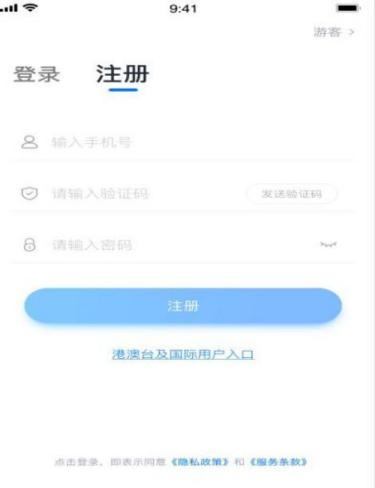 9:41
游客 >
登录 注册
输入手机号
请输入验证码 发送验证码
请输入密码
注册
港澳台及国际用户入口
点击登录，即表示同意《隐私政策》和《服务条款》